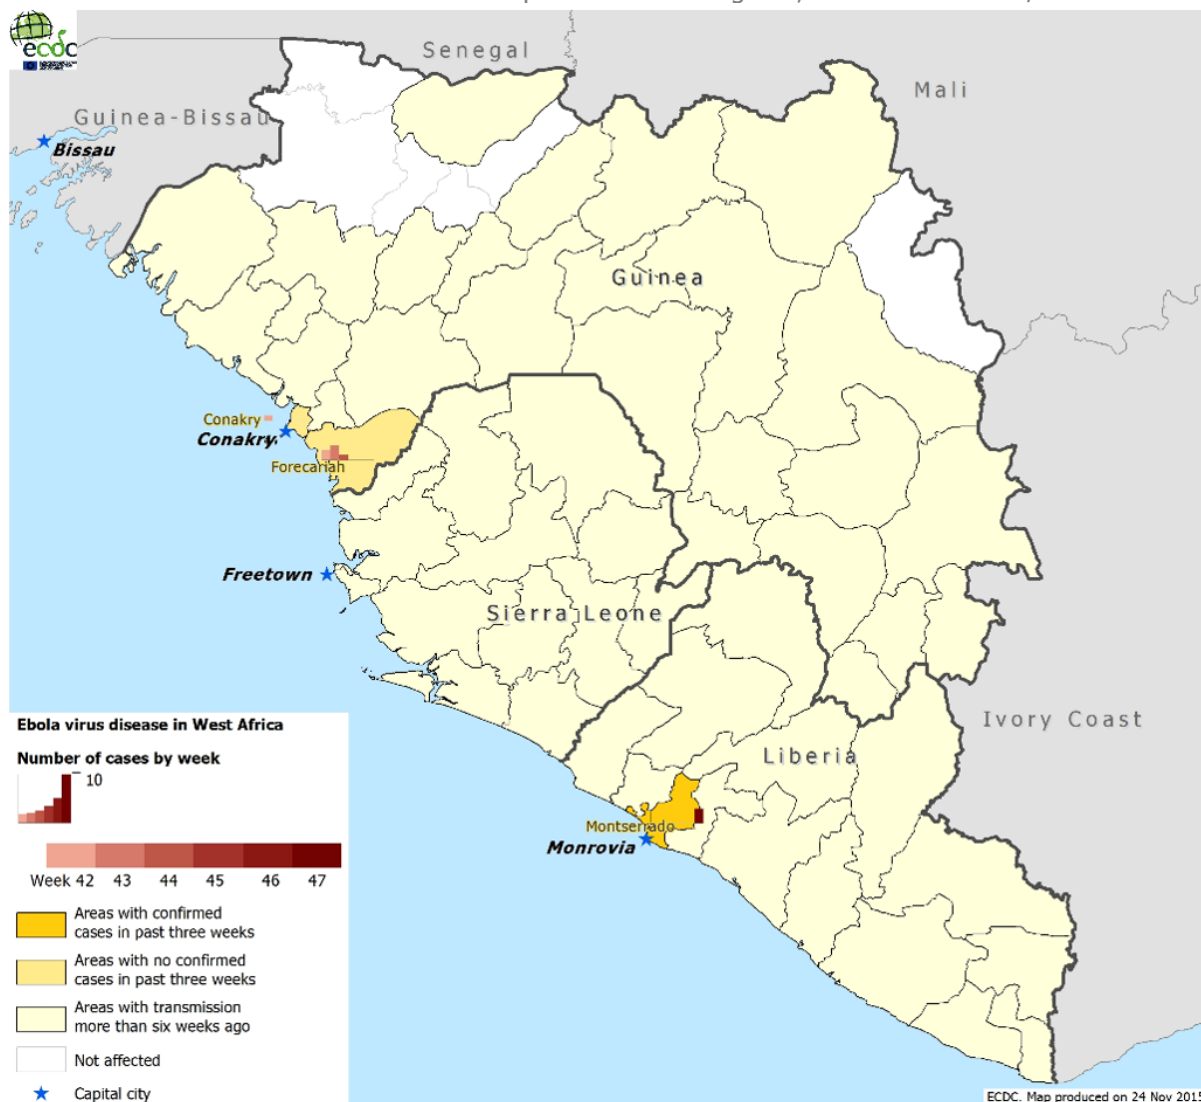 ecdc
Senegal
Mali
Guinea-Bissau
Bissau
Guinea
Conakry
Conakry
Forecariah
Freetown
Sierra Leone
Ivory Coast
Liberia
Montserrado
Monrovia
Ebola virus disease in West Africa
Number of cases by week
10
Week 42 43 44 45 46 47
Areas with confirmed
cases in past three weeks
Areas with no confirmed
cases in past three weeks
Areas with transmission
more than six weeks ago
Not affected
Capital city
ECDC. Map produced on 24 Nov 2015